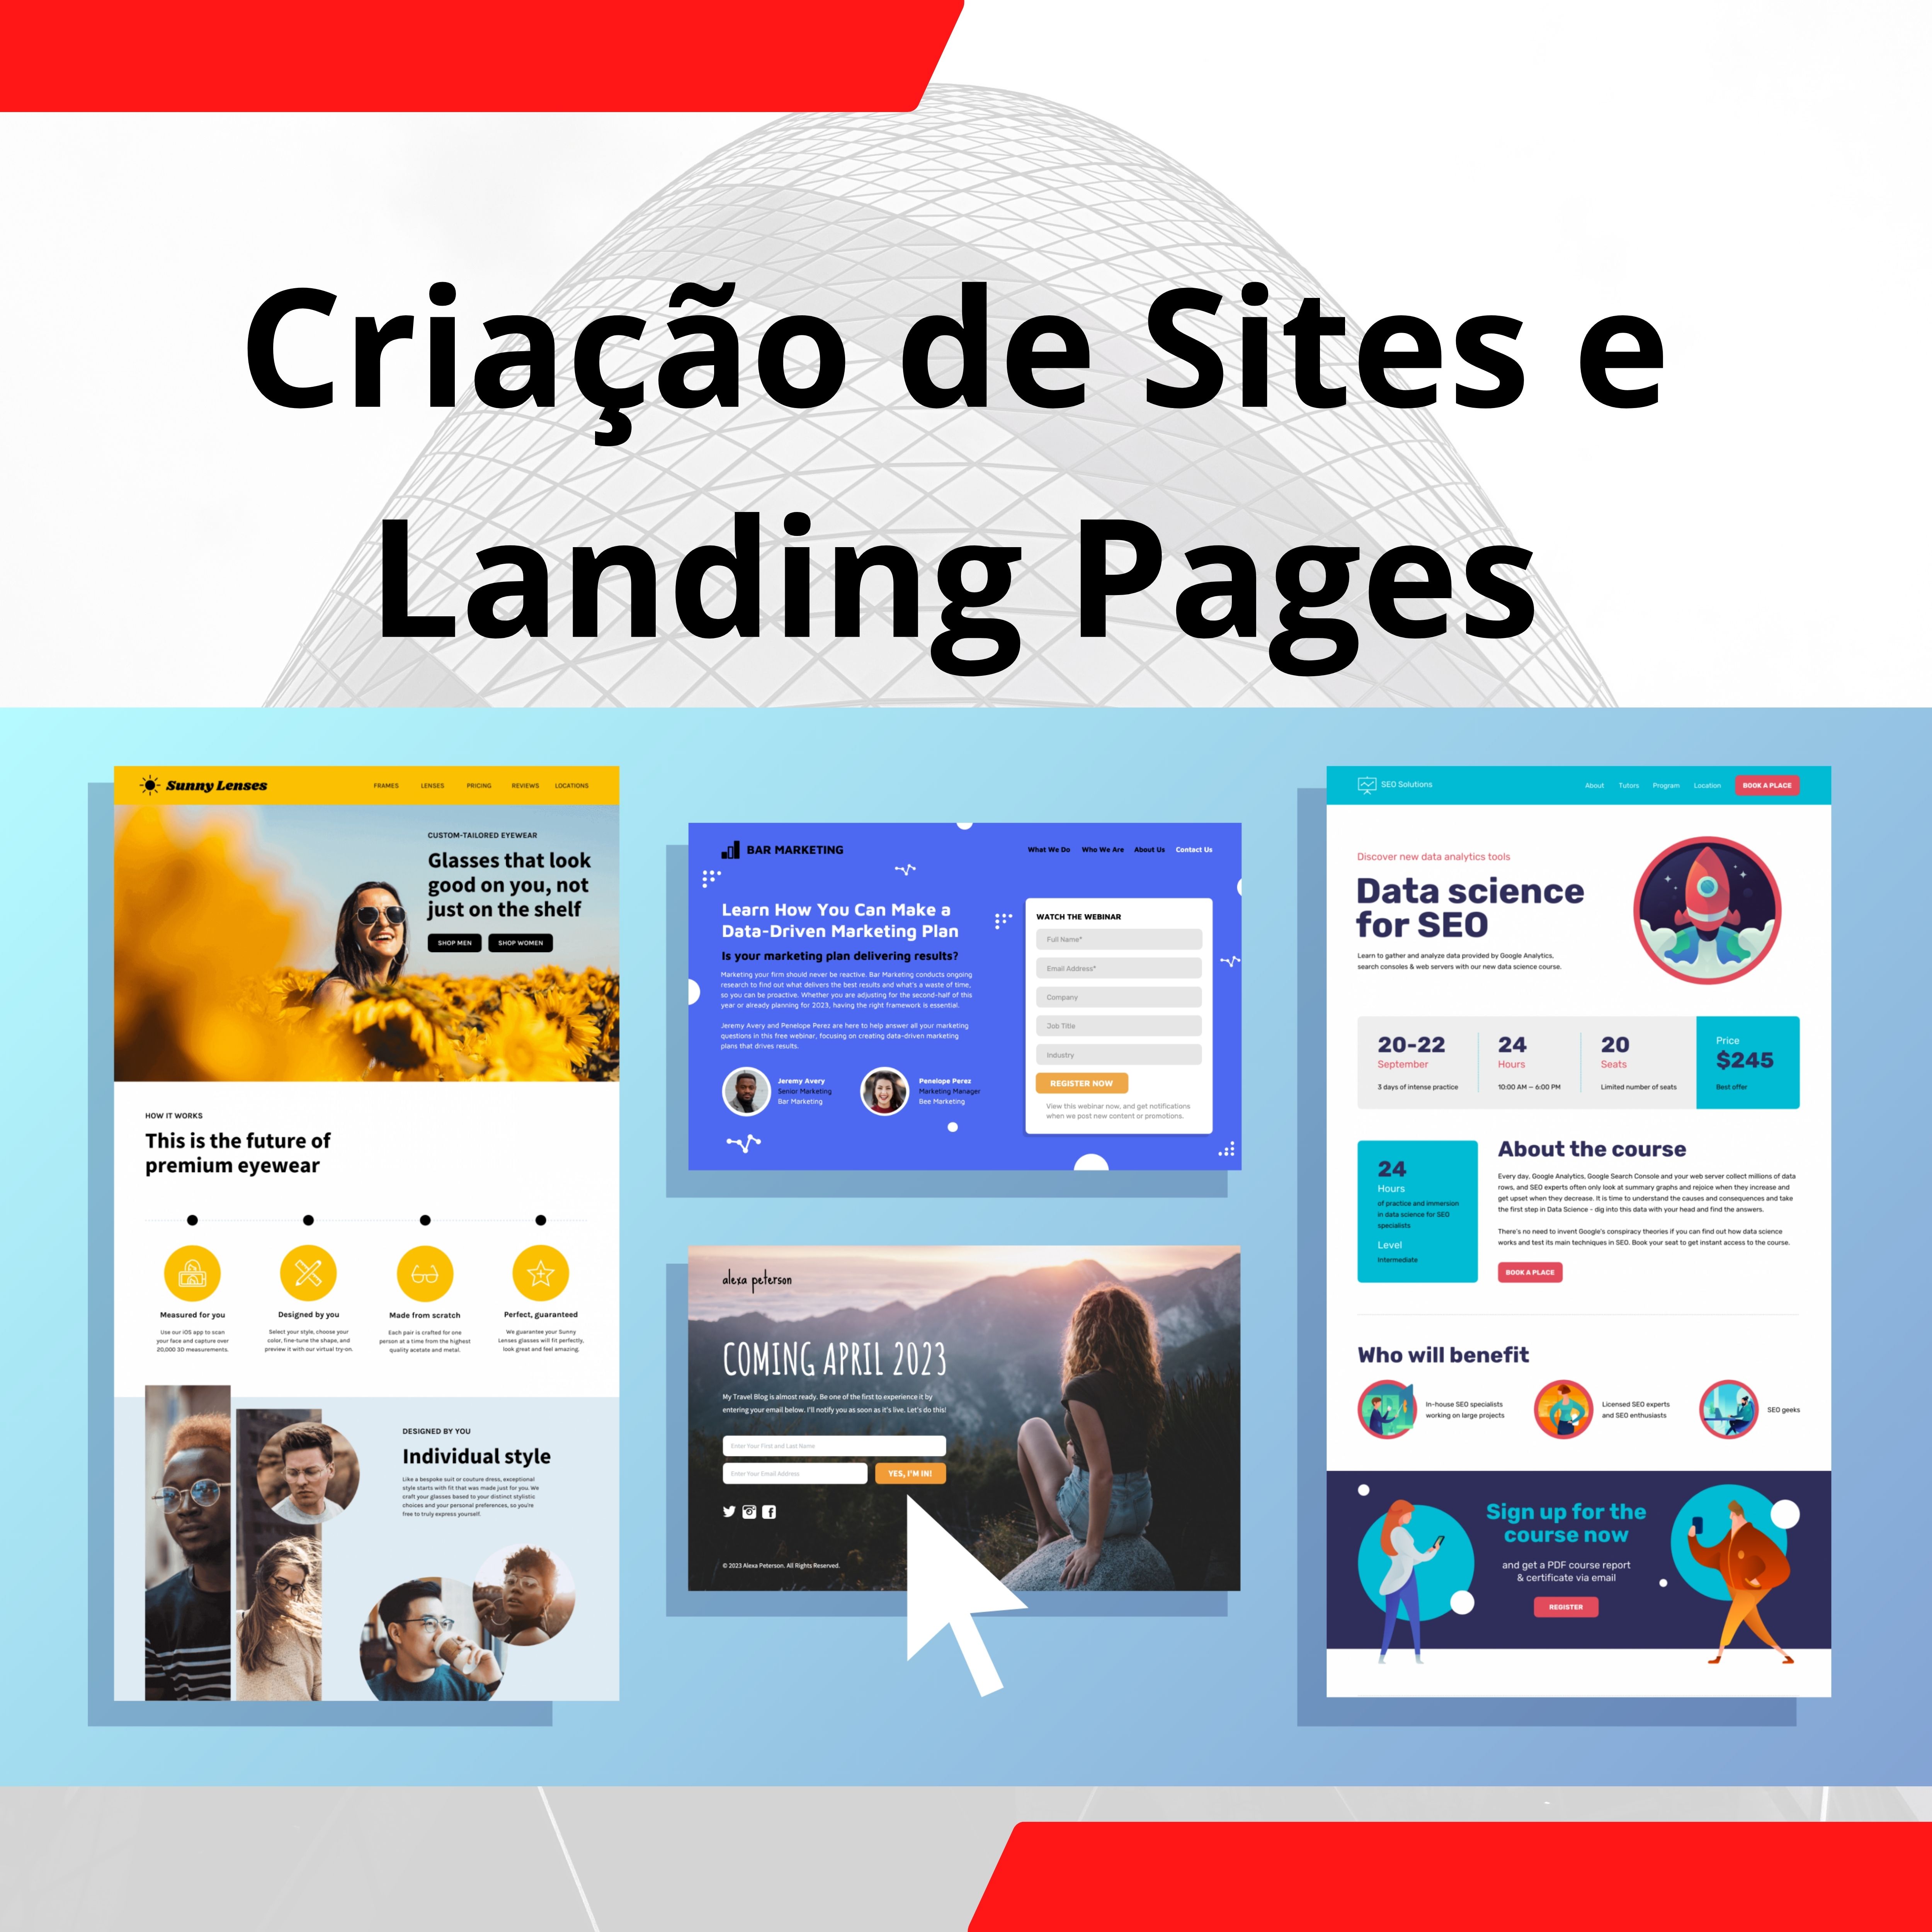 Criação de Sites e
Landing Pages
Sunny Lenses
FRAMES LENSES PRICING REVIEWS LOCATIONS
CUSTOM-TAILORED EYEWEAR
Glasses that look
good on you, not
just on the shelf
SHOP MEN SHOP WOMEN
HOW IT WORKS
This is the future of
premium eyewear
Measured for you
Use our iOS app to scan
your face and capture over
20,000 3D measurements.
Designed by you
Select your style, choose your
color, fine-tune the shape, and
preview it with our virtual try-on.
Made from scratch
Each pair is crafted for one
person at a time from the highest
quality acetate and metal.
Perfect, guaranteed
We guarantee your Sunny
Lenses glasses will fit perfectly,
look great and feel amazing.
DESIGNED BY YOU
Individual style
Like a bespoke suit or couture dress, exceptional
style starts with fit that was made just for you. We
craft your glasses based to your distinct stylistic
choices and your personal preferences, so you're
free to truly express yourself.
BAR MARKETING
What We Do Who We Are About Us Contact Us
Learn How You Can Make a
Data-Driven Marketing Plan
Is your marketing plan delivering results?
Marketing your firm should never be reactive. Bar Marketing conducts ongoing
research to find out what delivers the best results and what's a waste of time,
so you can be proactive. Whether you are adjusting for the second-half of this
year or already planning for 2023, having the right framework is essential.
Jeremy Avery and Penelope Perez are here to help answer all your marketing
questions in this free webinar, focusing on creating data-driven marketing
plans that drives results.
Jeremy Avery
Senior Marketing
Bar Marketing
Penelope Perez
Marketing Manager
Bee Marketing
WATCH THE WEBINAR
Full Name*
Email Address*
Company
Job Title
Industry
REGISTER NOW
View this webinar now, and get notifications
when we post new content or promotions.
alexa peterson
COMING APRIL 2023
My Travel Blog is almost ready. Be one of the first to experience it by
entering your email below. I'll notify you as soon as it's live. Let's do this!
Enter Your First and Last Name
Enter Your Email Address
YES, I'M IN!
© 2023 Alexa Peterson. All Rights Reserved.
SEO Solutions
About Tutors Program Location BOOK A PLACE
Discover new data analytics tools
Data science
for SEO
Learn to gather and analyze data provided by Google Analytics,
search consoles & web servers with our new data science course.
20-22
September
3 days of intense practice
24
Hours
10:00 AM – 6:00 PM
20
Seats
Limited number of seats
Price
$245
Best offer
24
Hours
of practice and immersion
in data science for SEO
specialists
Level
Intermediate
About the course
Every day, Google Analytics, Google Search Console and your web server collect millions of data
rows, and SEO experts often only look at summary graphs and rejoice when they increase and
get upset when they decrease. It is time to understand the causes and consequences and take
the first step in Data Science - dig into this data with your head and find the answers.
There's no need to invent Google's conspiracy theories if you can find out how data science
works and test its main techniques in SEO. Book your seat to get instant access to the course.
BOOK A PLACE
Who will benefit
In-house SEO specialists
working on large projects
Licensed SEO experts
and SEO enthusiasts
SEO geeks
Sign up for the
course now
and get a PDF course report
& certificate via email
REGISTER